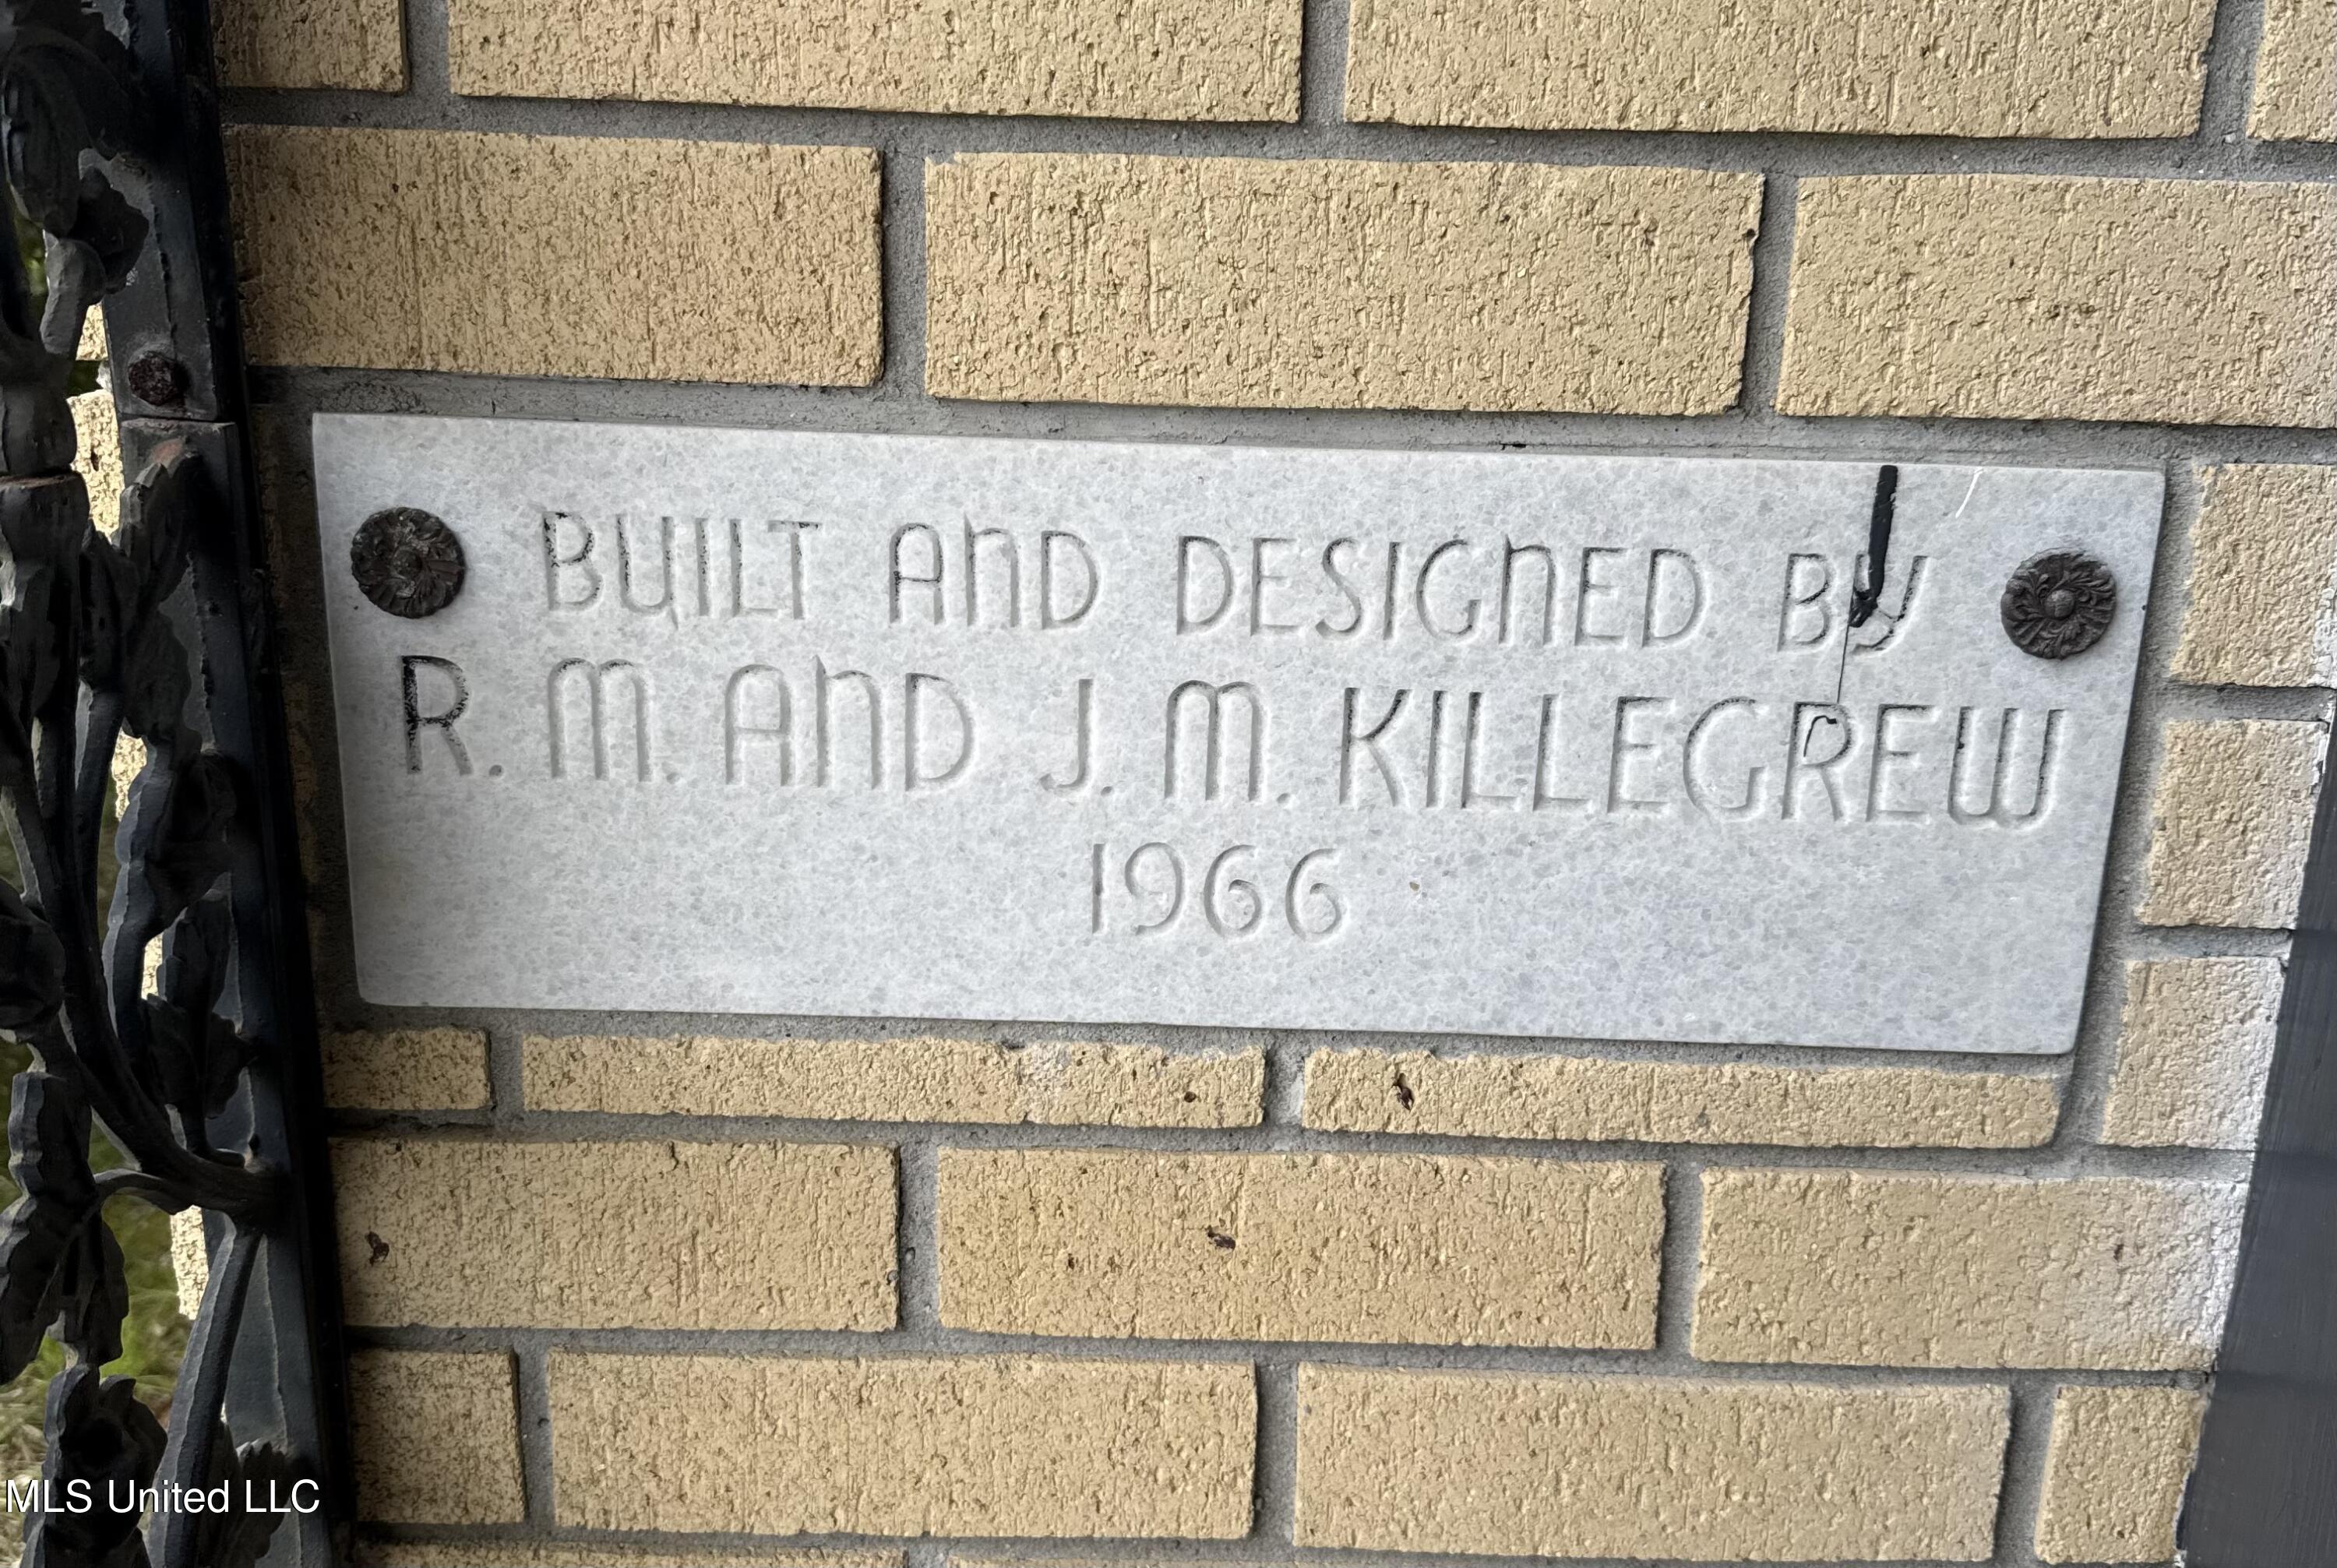 BUILT AnD DESIGnED BY
R. M. AnD J. M. KILLEGREW
1966
MLS United LLC